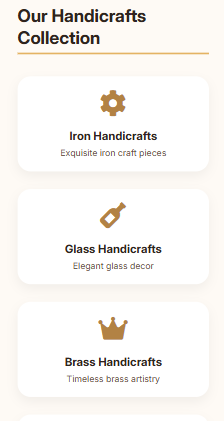 Our Handicrafts
Collection
Iron Handicrafts
Exquisite iron craft pieces
Glass Handicrafts
Elegant glass decor
Brass Handicrafts
Timeless brass artistry